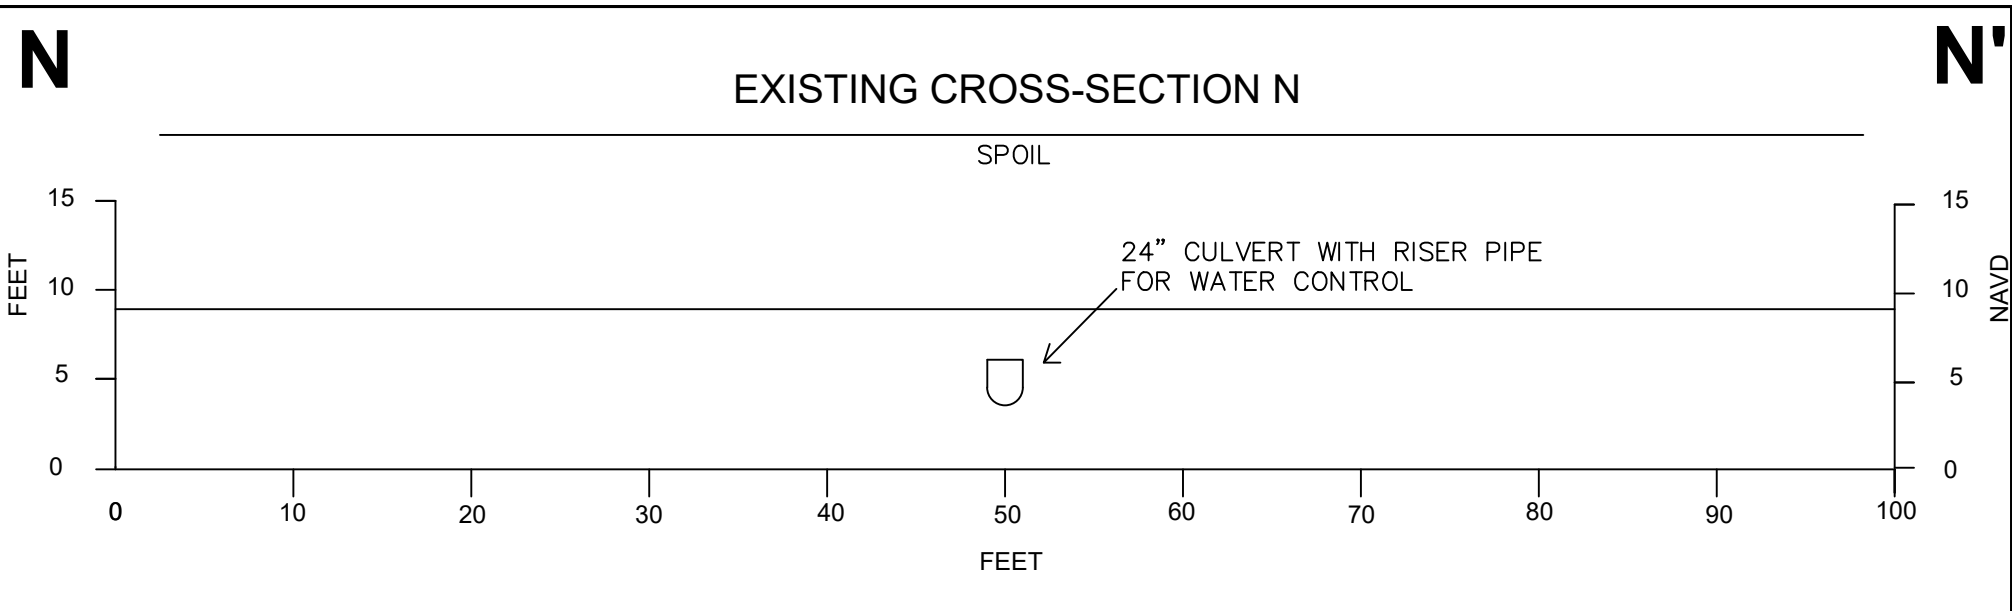 N
N'
EXISTING CROSS-SECTION N
SPOIL
15
15
24” CULVERT WITH RISER PIPE
FOR WATER CONTROL
FEET
10
10
NAVD
5
5
0
0
0 10 20 30 40 50 60 70 80 90 100
FEET